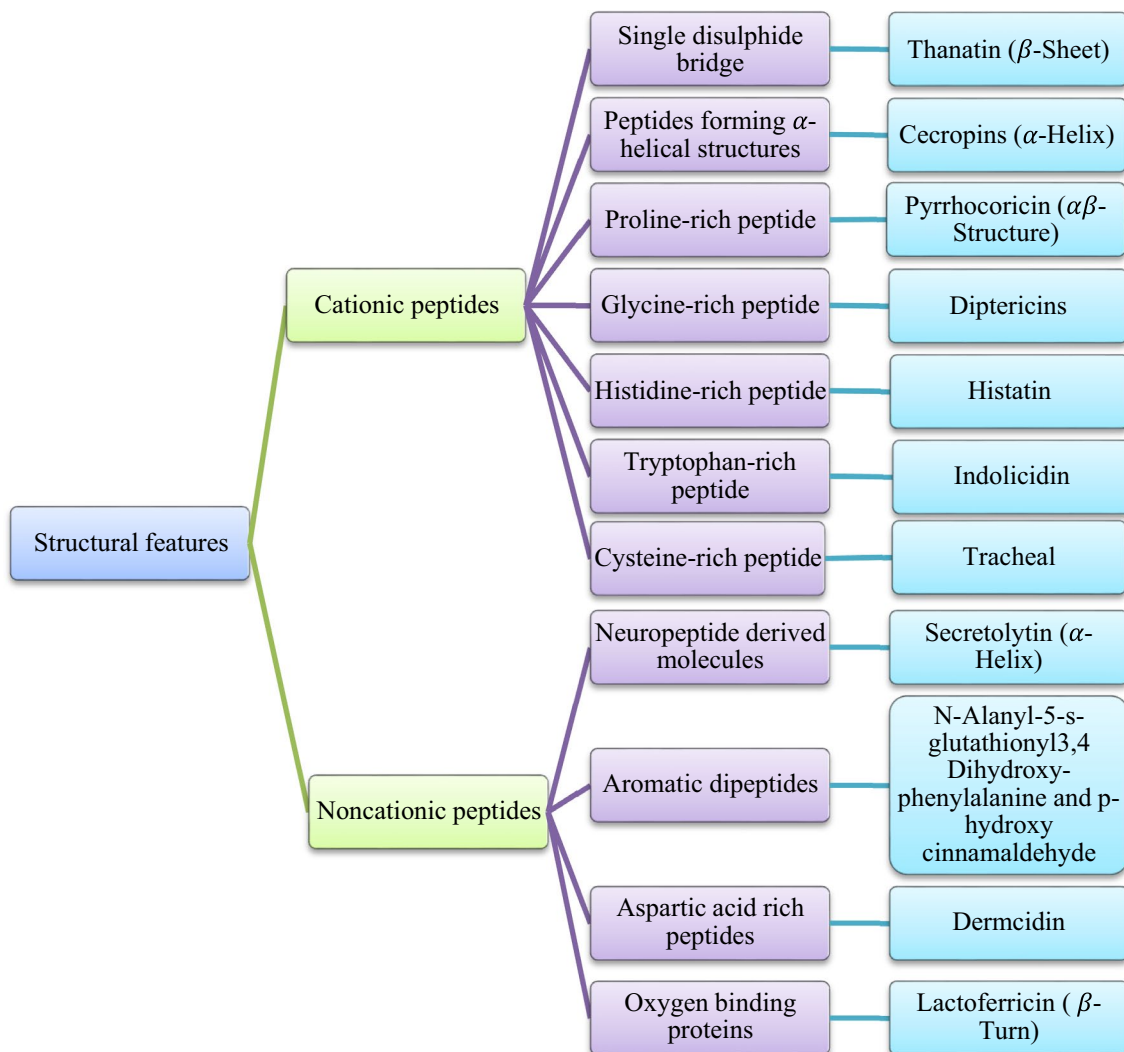 Structural features
Cationic peptides
Single disulphide
bridge
Thanatin (β-Sheet)
Peptides forming α-
helical structures
Cecropins (α-Helix)
Proline-rich peptide
Pyrrhocoricin (αβ-
Structure)
Glycine-rich peptide
Diptericins
Histidine-rich peptide
Histatin
Tryptophan-rich
peptide
Indolicidin
Cysteine-rich peptide
Tracheal
Noncationic peptides
Neuropeptide derived
molecules
Secretolytin (α-
Helix)
Aromatic dipeptides
N-Alanyl-5-s-
glutathionyl3,4
Dihydroxy-
phenylalanine and p-
hydroxy
cinnamaldehyde
Aspartic acid rich
peptides
Dermcidin
Oxygen binding
proteins
Lactoferricin ( β-
Turn)